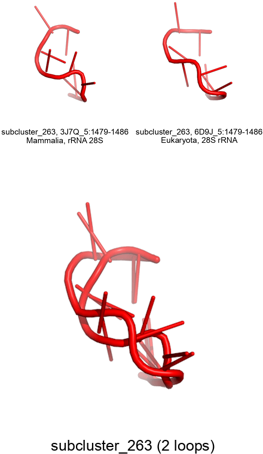 subcluster_263, 3J7Q_5:1479-1486
Mammalia, rRNA 28S
subcluster_263, 6D9J_5:1479-1486
Eukaryota, 28S rRNA
subcluster_263 (2 loops)